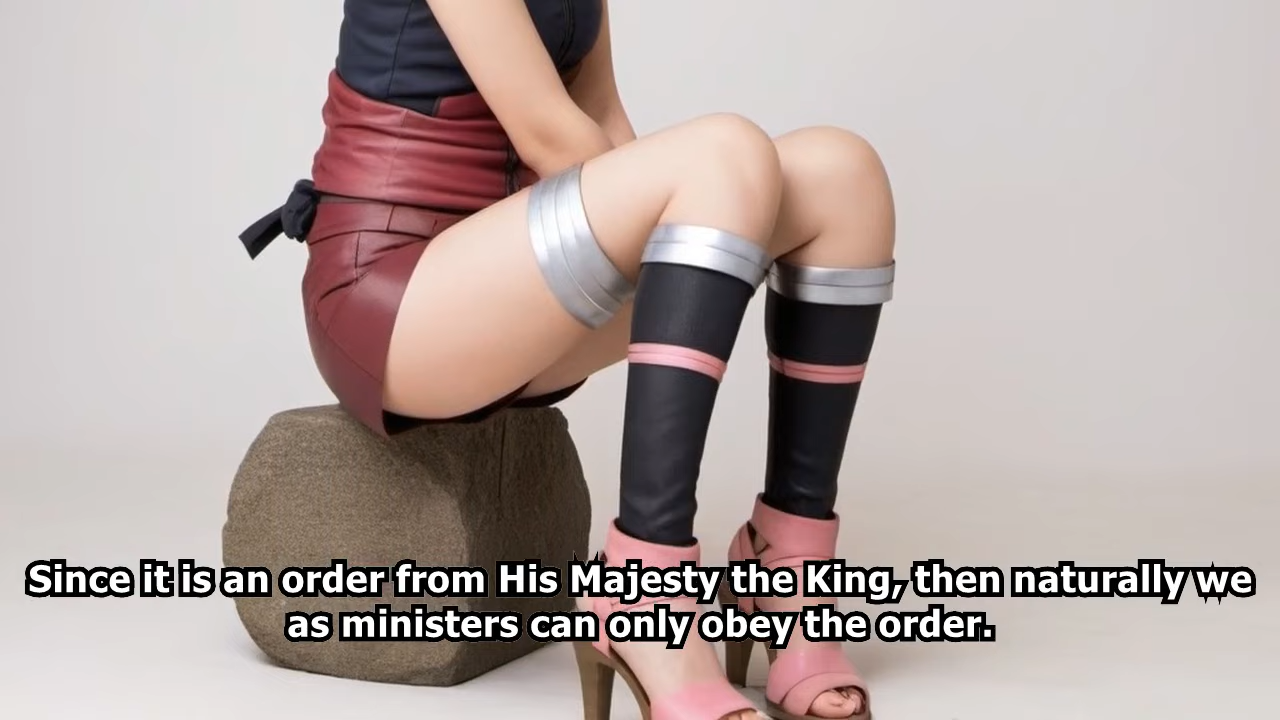 Since it is an order from His Majesty the King, then naturally we
as ministers can only obey the order.